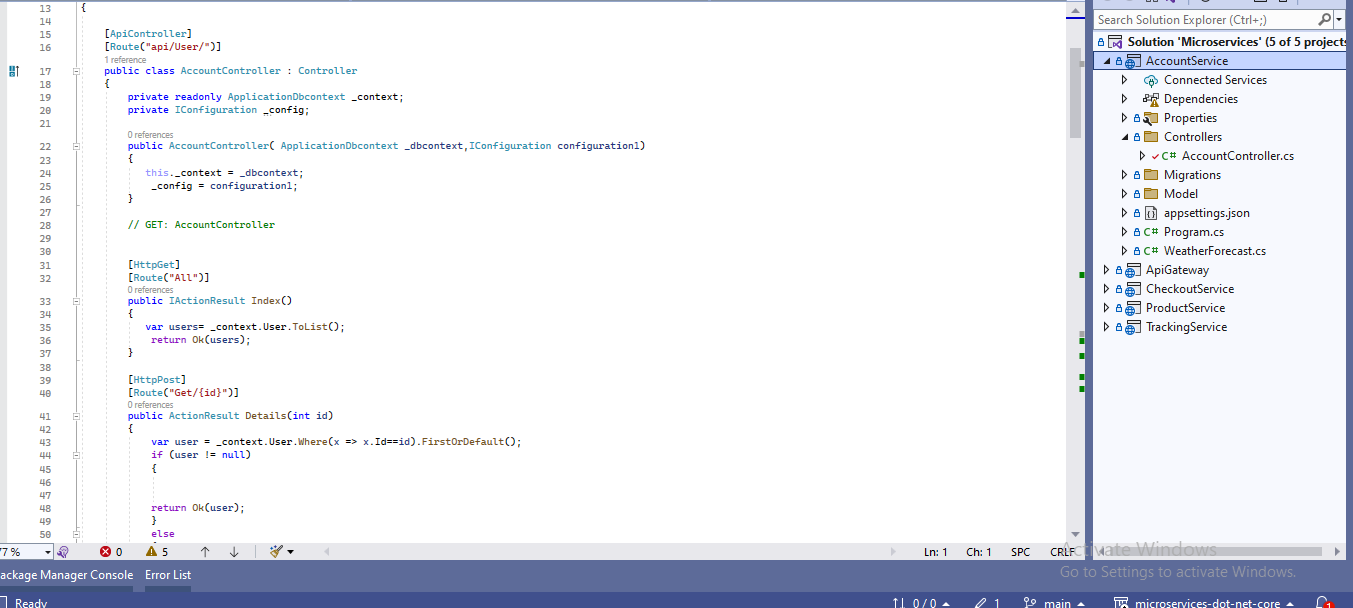 Search Solution Explorer (Ctrl+;)
Solution 'Microservices' (5 of 5 projects
AccountService
Connected Services
Dependencies
Properties
Controllers
C# AccountController.cs
Migrations
Model
appsettings.json
C# Program.cs
C# WeatherForecast.cs
ApiGateway
CheckoutService
ProductService
TrackingService
13 {
14
15 [ApiController]
16 [Route("api/User/")]
1 reference
17 public class AccountController : Controller
18 {
19 private readonly ApplicationDbcontext _context;
20 private IConfiguration _config;
21
0 references
22 public AccountController( ApplicationDbcontext _dbcontext,IConfiguration configuration1)
23 {
24 this._context = _dbcontext;
25 _config = configuration1;
26 }
27
28 // GET: AccountController
29
30
31 [HttpGet]
32 [Route("All")]
0 references
33 public IActionResult Index()
34 {
35 var users= _context.User.ToList();
36 return Ok(users);
37 }
38
39 [HttpPost]
40 [Route("Get/{id}")]
0 references
41 public ActionResult Details(int id)
42 {
43 var user = _context.User.Where(x => x.Id==id).FirstOrDefault();
44 if (user != null)
45 {
46
47
48 return Ok(user);
49 }
50 else
77 % 0 5 Ln: 1 Ch: 1 SPC CRLF
Activate Windows
Go to Settings to activate Windows.
ackage Manager Console Error List
Ready 0 / 0 1 main microservices-dot-net-core 1